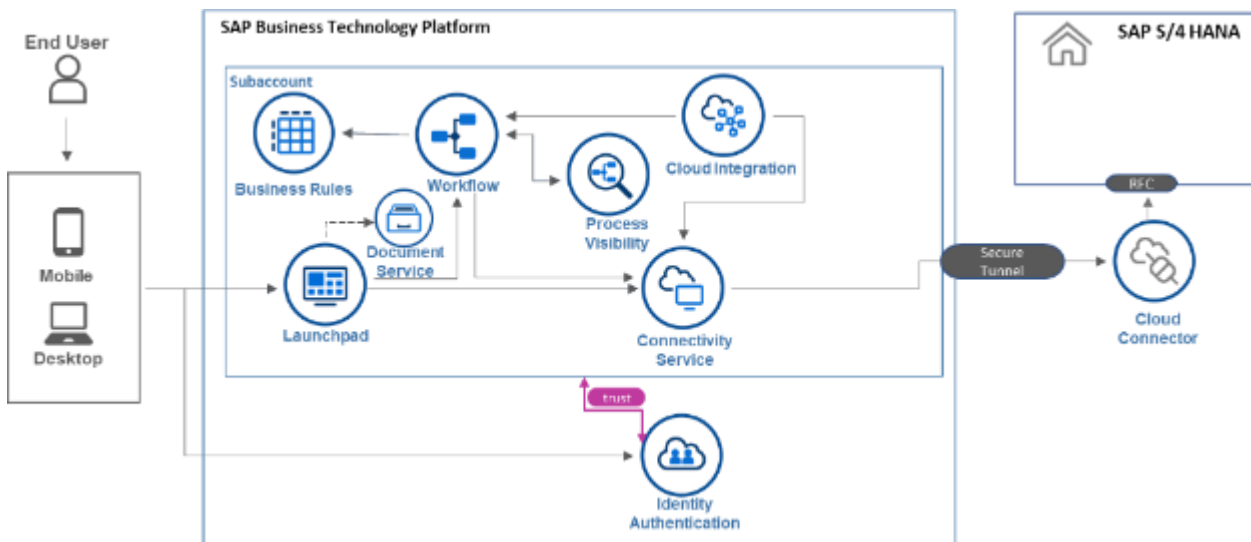 SAP Business Technology Platform
SAP S/4 HANA
End User
Subaccount
Business Rules
Workflow
Cloud Integration
Process
Visibility
Document
Service
Mobile
Desktop
Launchpad
Connectivity
Service
Secure
Tunnel
RFC
Cloud
Connector
trust
Identity
Authentication